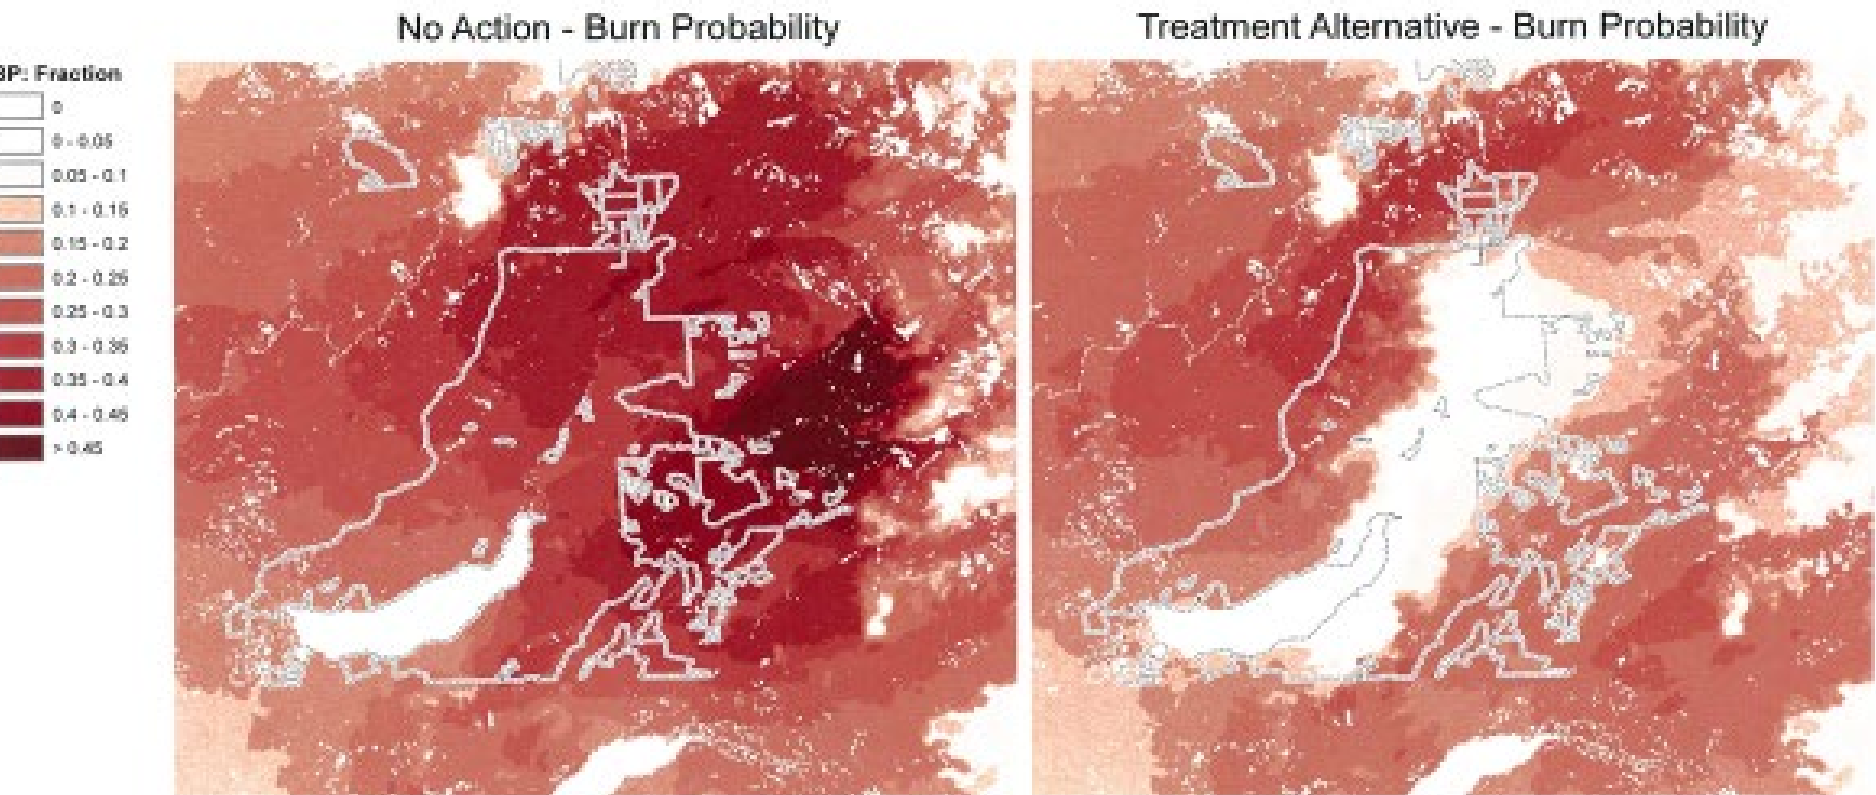 No Action - Burn Probability
Treatment Alternative - Burn Probability
BP: Fraction
0
0 - 0.05
0.05 - 0.1
0.1 - 0.15
0.15 - 0.2
0.2 - 0.25
0.25 - 0.3
0.3 - 0.35
0.35 - 0.4
0.4 - 0.45
> 0.45